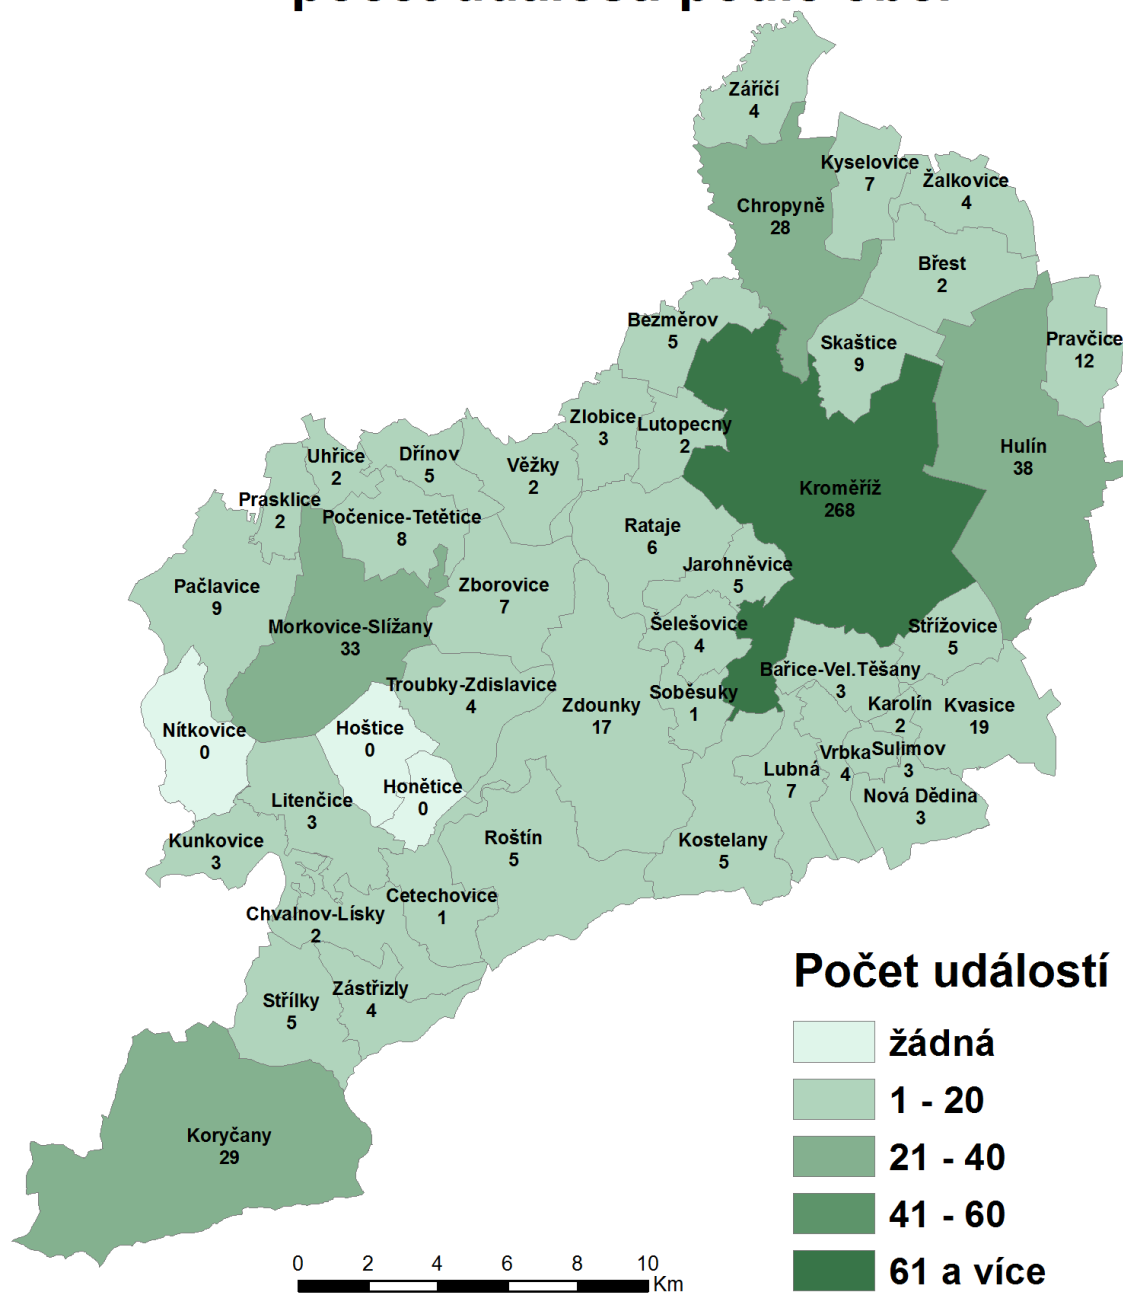 Záříčí
4
Kyselovice
7
Žalkovice
4
Chropyně
28
Břest
2
Bezměrov
5
Skaštice
9
Pravčice
12
Zlobice
3
Lutopecny
2
Hulín
38
Uhřice
2
Dřínov
5
Věžky
2
Kroměříž
268
Prasklice
2
Počenice-Tetětice
8
Rataje
6
Jarohněvice
5
Pačlavice
9
Zborovice
7
Morkovice-Slížany
33
Šelešovice
4
Střížovice
5
Bařice-Vel.Těšany
3
Troubky-Zdislavice
4
Zdounky
17
Soběsuky
1
Karolín
2
Kvasice
19
Nítkovice
0
Hoštice
0
Vrbka
4
Sulimov
3
Lubná
7
Honětice
0
Nová Dědina
3
Litenčice
3
Kunkovice
3
Roštín
5
Kostelany
5
Cetechovice
1
Chvalnov-Lísky
2
Zástřizly
4
Střílky
5
Koryčany
29
Počet událostí
žádná
1 - 20
21 - 40
41 - 60
61 a více
0 2 4 6 8 10
Km